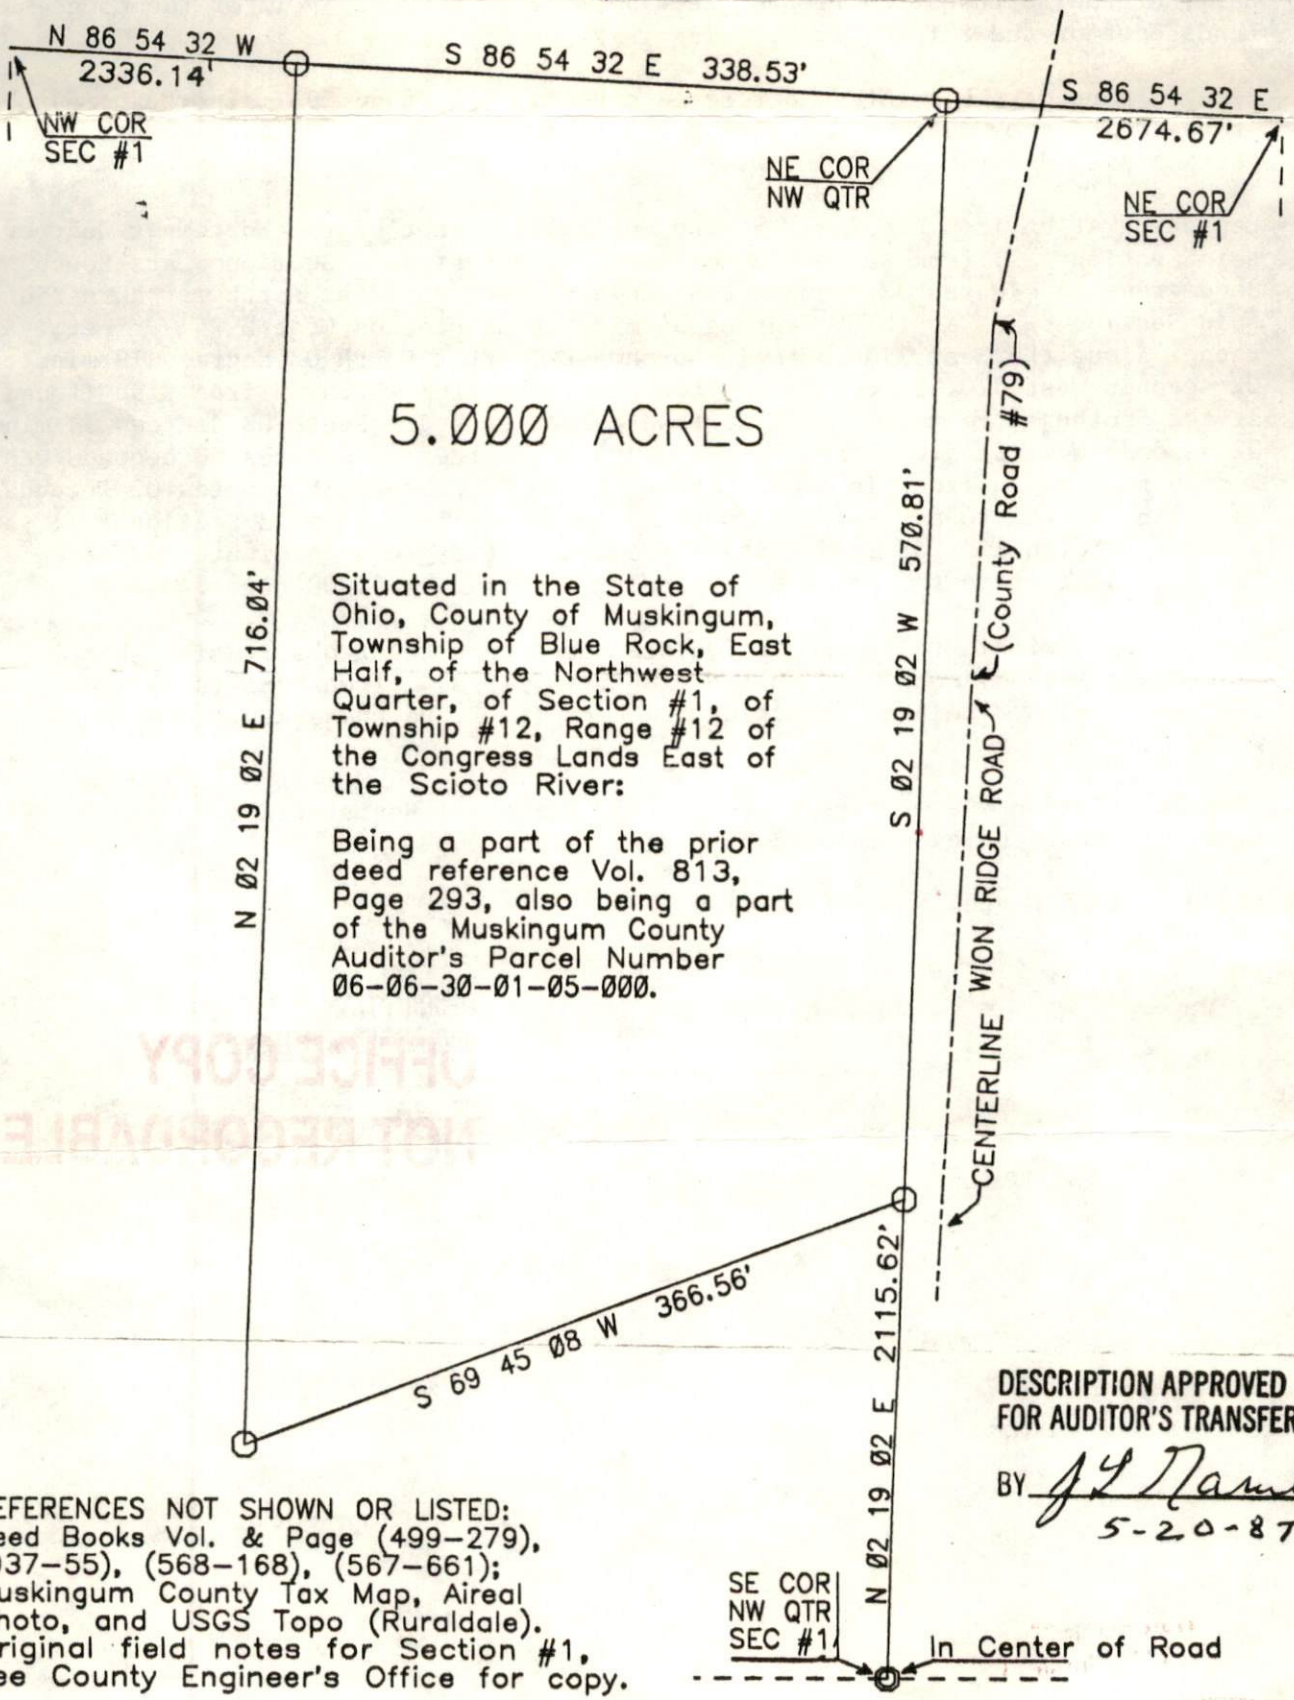 N 86 54 32 W
2336.14'
S 86 54 32 E 338.53'
S 86 54 32 E
2674.67'
NW COR
SEC #1
NE COR
NW QTR
NE COR
SEC #1
5.000 ACRES
N 02 19 02 E 716.04'
S 02 19 02 W 570.81'
CENTERLINE WION RIDGE ROAD (County Road #79)
Situated in the State of
Ohio, County of Muskingum,
Township of Blue Rock, East
Half, of the Northwest
Quarter, of Section #1, of
Township #12, Range #12 of
the Congress Lands East of
the Scioto River:
Being a part of the prior
deed reference Vol. 813,
Page 293, also being a part
of the Muskingum County
Auditor's Parcel Number
06-06-30-01-05-000.
OFFICE COPY
NOT RECORDABLE
S 69 45 08 W 366.56'
N 02 19 02 E 2115.62'
DESCRIPTION APPROVED
FOR AUDITOR'S TRANSFER
BY
5-20-87
EFERENCES NOT SHOWN OR LISTED:
eed Books Vol. & Page (499-279),
37-55), (568-168), (567-661);
uskingum County Tax Map, Aireal
hoto, and USGS Topo (Ruraldale).
riginal field notes for Section #1,
ee County Engineer's Office for copy.
SE COR
NW QTR
SEC #1
In Center of Road